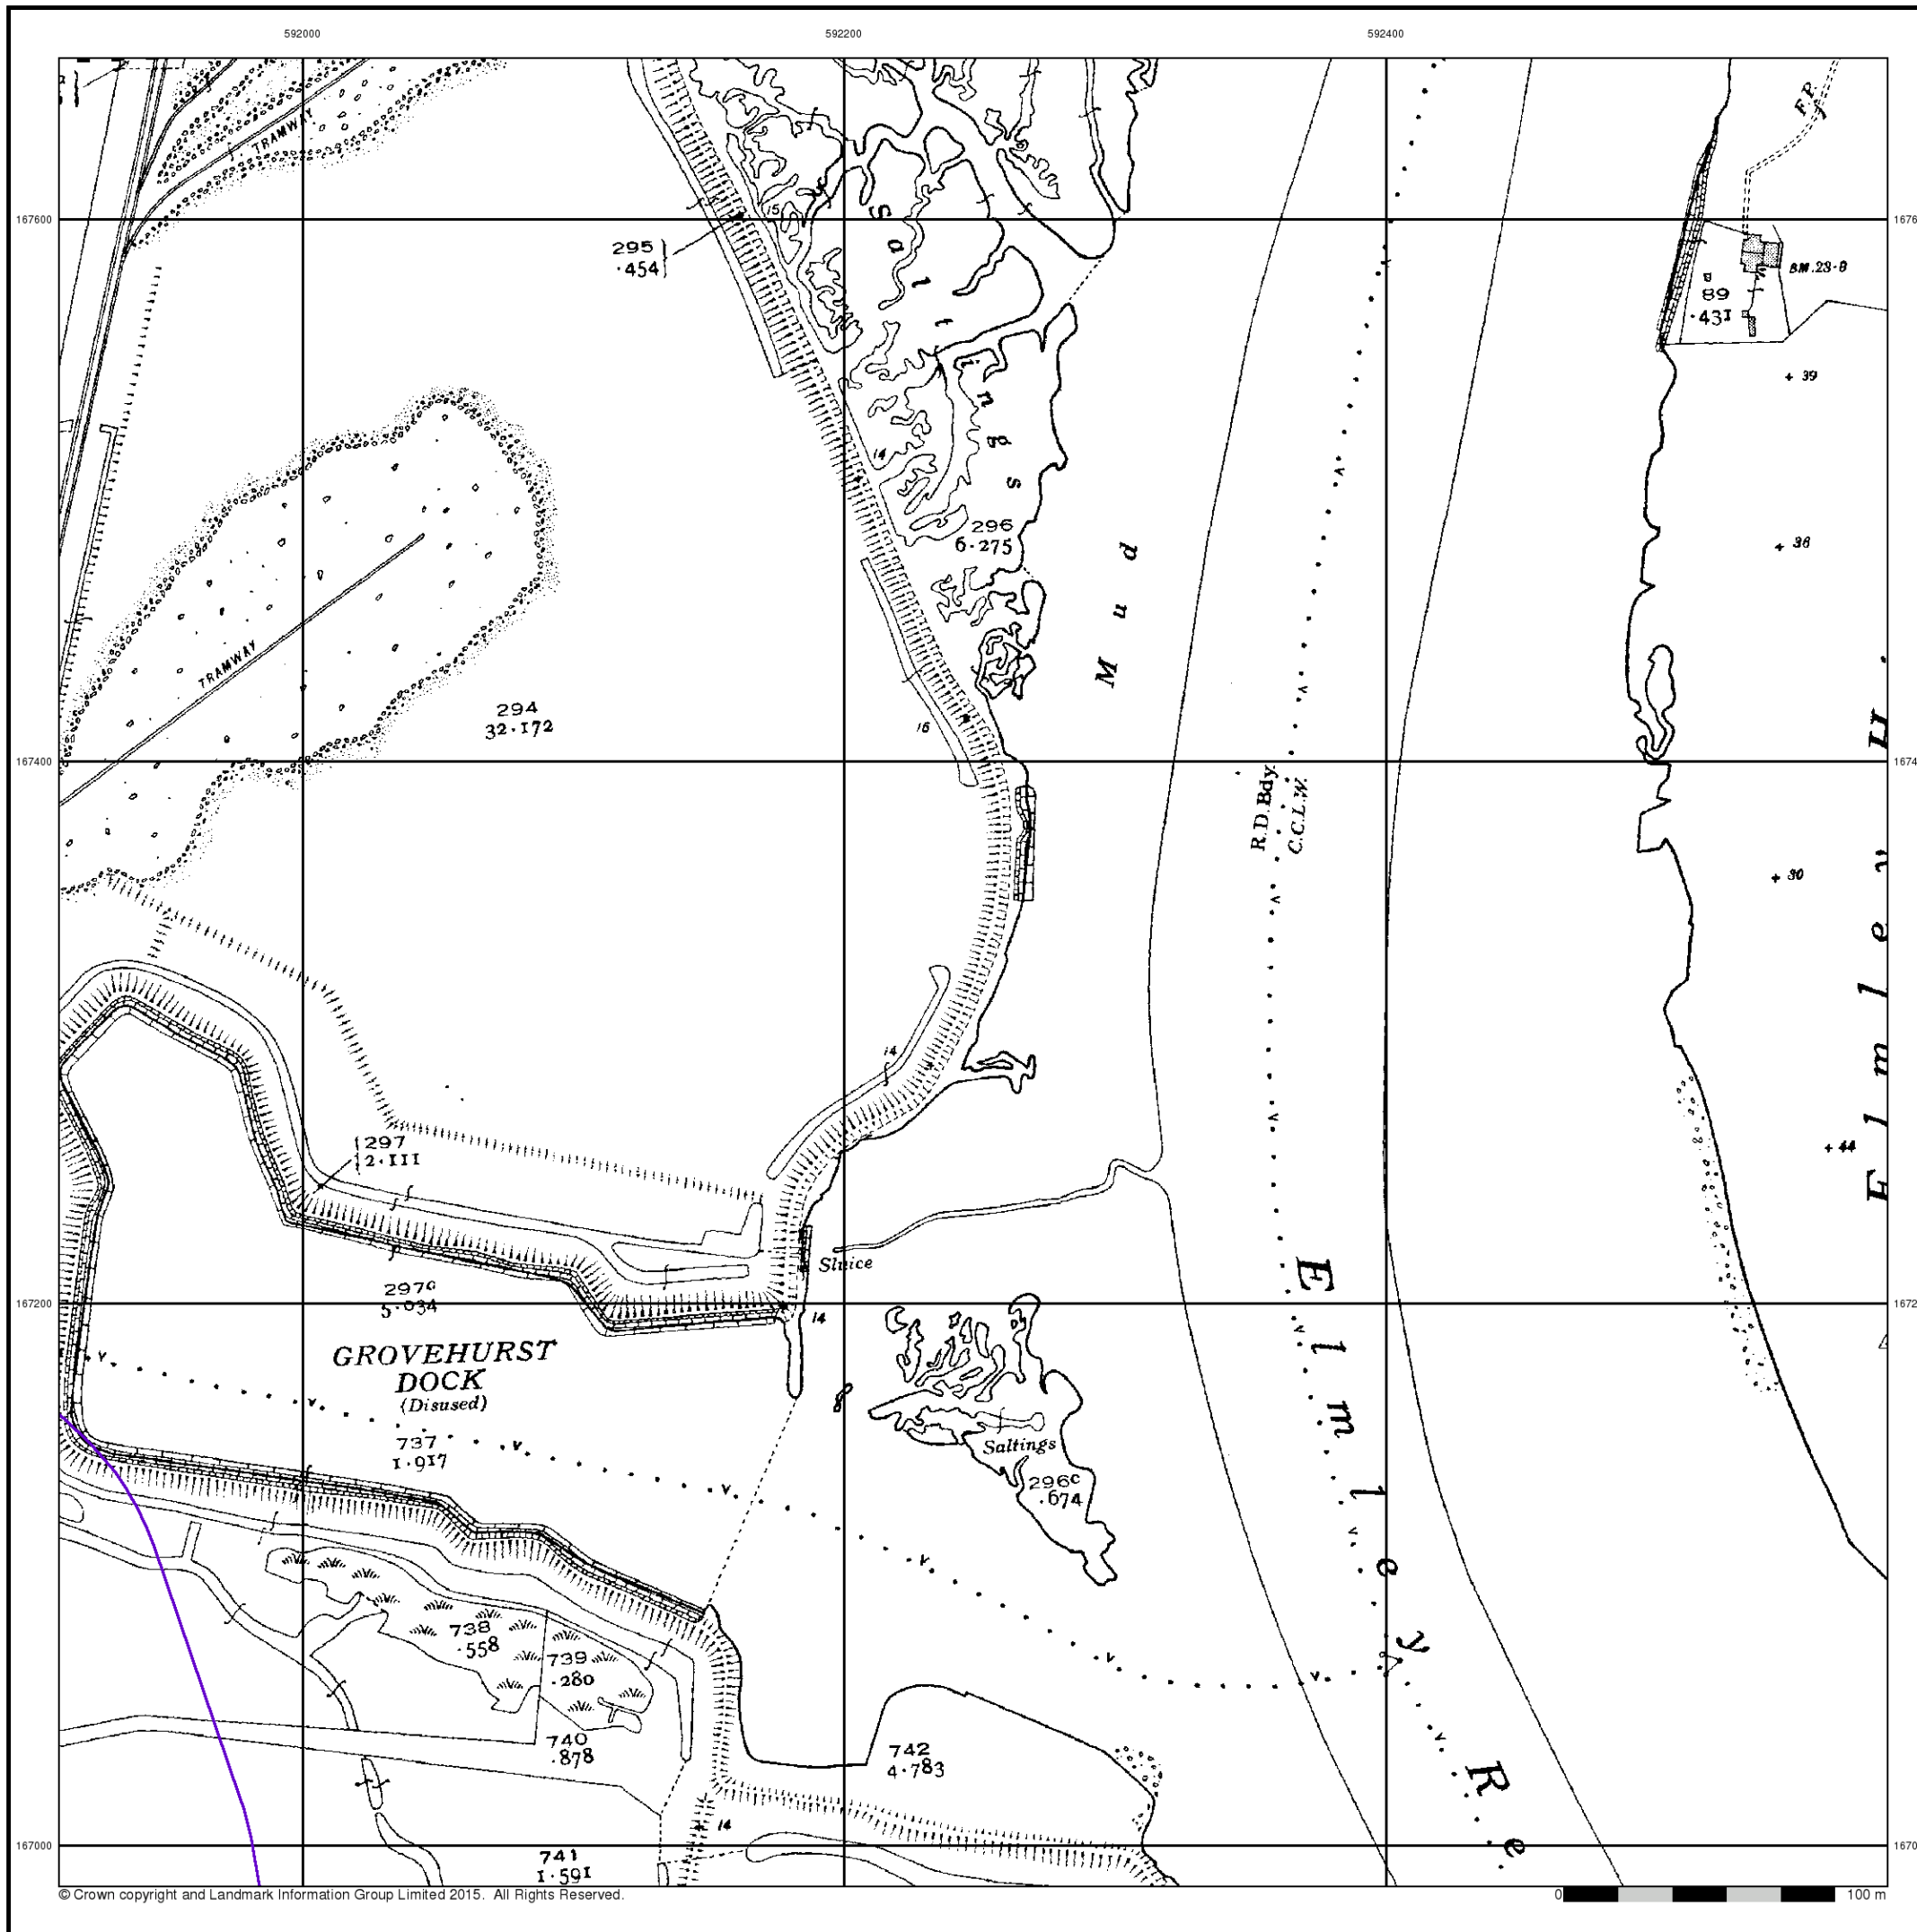 592000 592200 592400
TRAMWAY
F.P.
167600
295
.454
15
Saltings
B.M. 23.8
89
.431
+ 39
14
296
6.275
+ 36
Mud
TRAMWAY
294
32.172
16
167400
R.D. Bdy.
C.C.L.W.
+ 30
Elmley
14
+ 44
297
2.111
Sluice
297a
5.034
14
167200
GROVEHURST
DOCK
(Disused)
737
1.917
Saltings
296c
.674
Elmley Re
738
.558
739
.280
740
.878
742
4.783
14
167000
741
1.591
© Crown copyright and Landmark Information Group Limited 2015. All Rights Reserved.
0 100 m